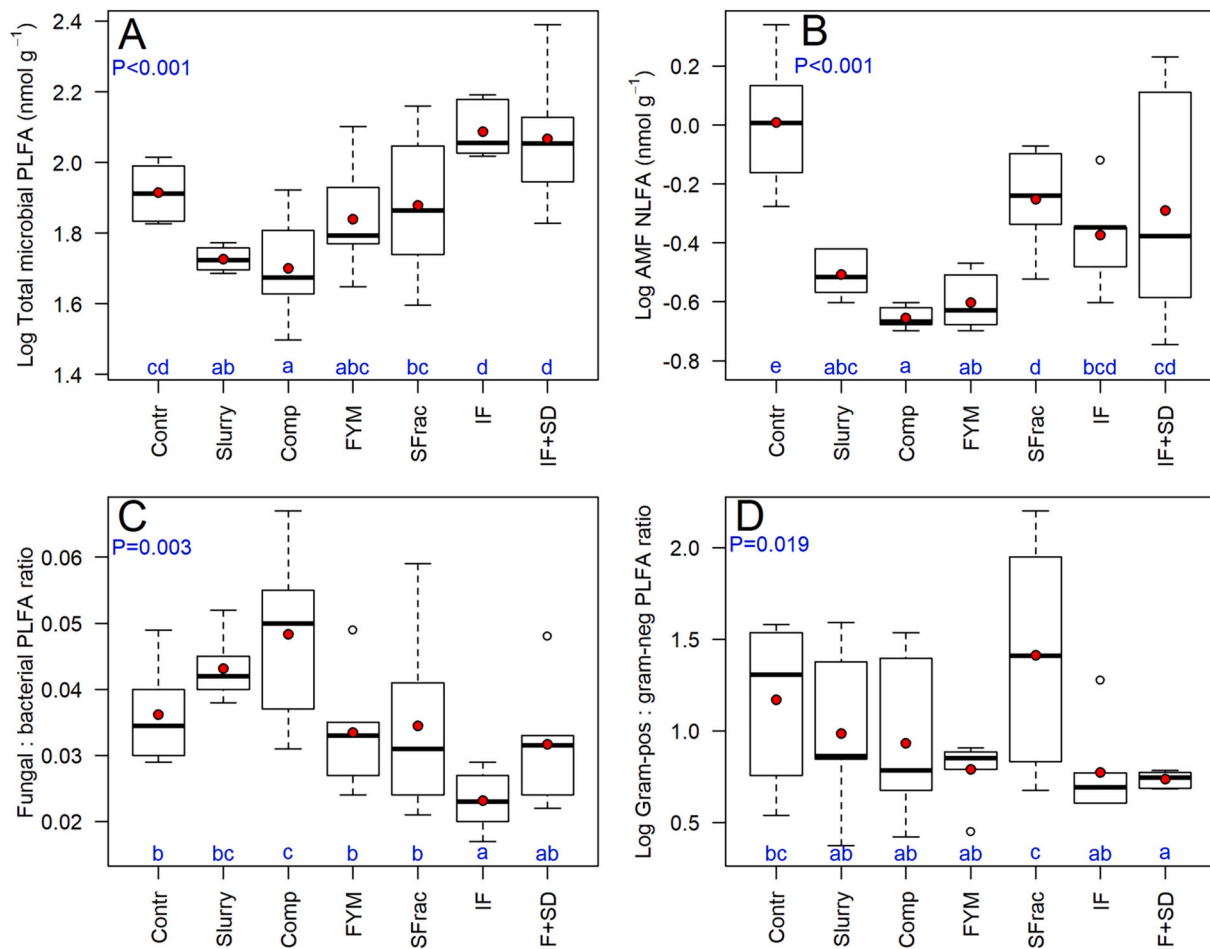 A
P<0.001
Log Total microbial PLFA (nmol g⁻¹)
2.4
2.2
2.0
1.8
1.6
1.4
cd ab a abc bc d d
Contr Slurry Comp FYM SFrac IF IF+SD
B
P<0.001
Log AMF NLFA (nmol g⁻¹)
0.2
0.0
-0.2
-0.4
-0.6
-0.8
e abc a ab d bcd cd
Contr Slurry Comp FYM SFrac IF IF+SD
C
P=0.003
Fungal : bacterial PLFA ratio
0.06
0.05
0.04
0.03
0.02
b bc c b b a ab
Contr Slurry Comp FYM SFrac IF F+SD
D
P=0.019
Log Gram-pos : gram-neg PLFA ratio
2.0
1.5
1.0
0.5
bc ab ab ab c ab a
Contr Slurry Comp FYM SFrac IF F+SD